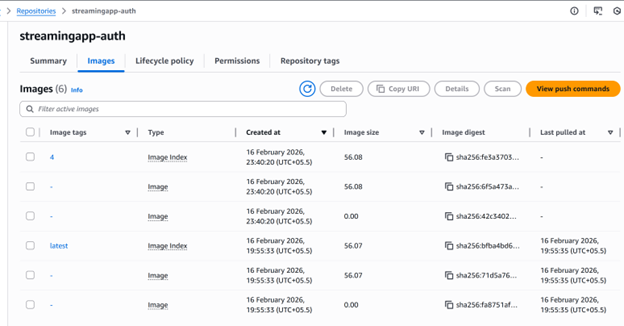 Repositories > streamingapp-auth
streamingapp-auth
Summary Images Lifecycle policy Permissions Repository tags
Images (6) Info Delete Copy URI Details Scan View push commands
Filter active images
Image tags Type Created at Image size Image digest Last pulled at
4 Image Index 16 February 2026, 23:40:20 (UTC+05.5) 56.08 sha256:fe3a3703... -
- Image 16 February 2026, 23:40:20 (UTC+05.5) 56.08 sha256:6f5a473a... -
- Image 16 February 2026, 23:40:20 (UTC+05.5) 0.00 sha256:42c3402... -
latest Image Index 16 February 2026, 19:55:33 (UTC+05.5) 56.07 sha256:bfba4bd6... 16 February 2026, 19:55:35 (UTC+05.5)
- Image 16 February 2026, 19:55:33 (UTC+05.5) 56.07 sha256:71d5a76... 16 February 2026, 19:55:35 (UTC+05.5)
- Image 16 February 2026, 19:55:33 (UTC+05.5) 0.00 sha256:fa8751af... 16 February 2026, 19:55:35 (UTC+05.5)